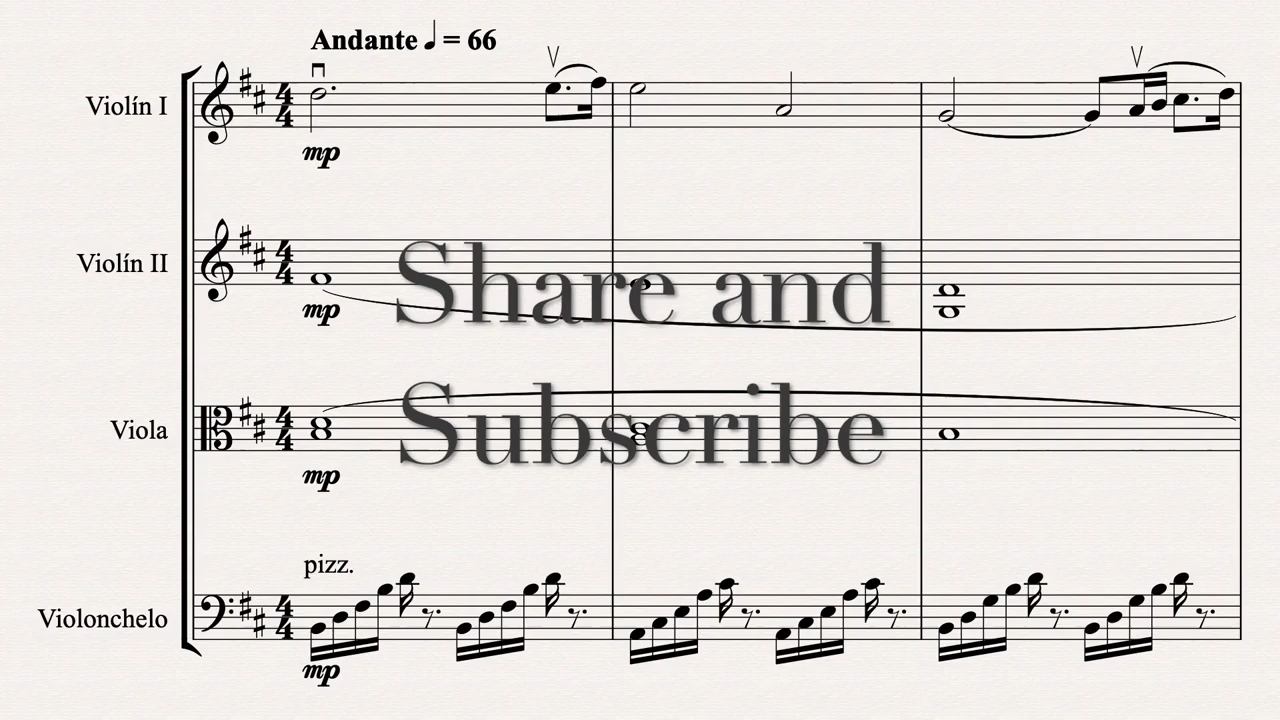 Andante ♩ = 66
Violín I
mp
Violín II
mp
Share and
Viola
Subscribe
mp
pizz.
Violonchelo
mp